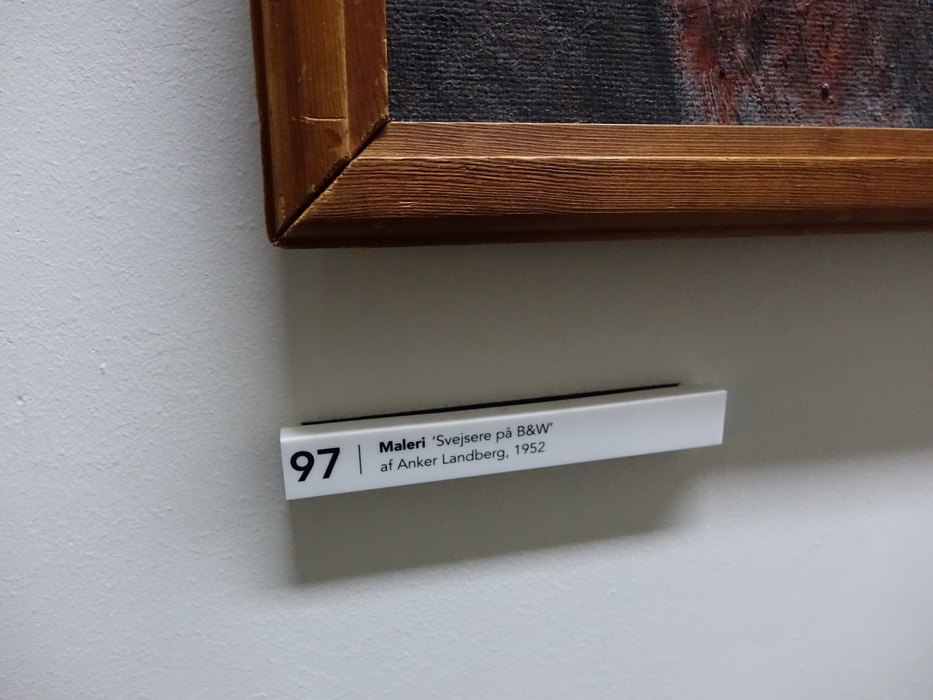 97
Maleri ‘Svejsere på B&W’
af Anker Landberg, 1952